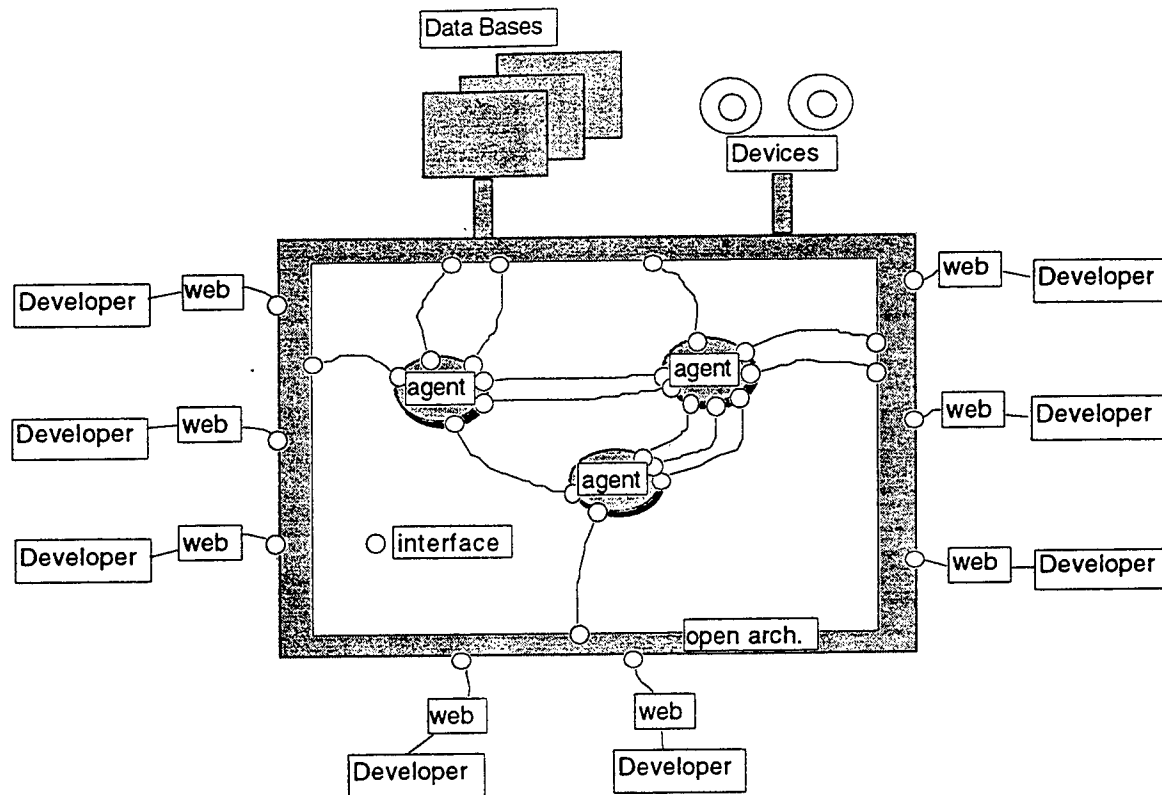 Data Bases
Devices
web
Developer
Developer
web
agent
agent
web
Developer
web
Developer
agent
web
Developer
interface
web
Developer
open arch.
web
web
Developer
Developer